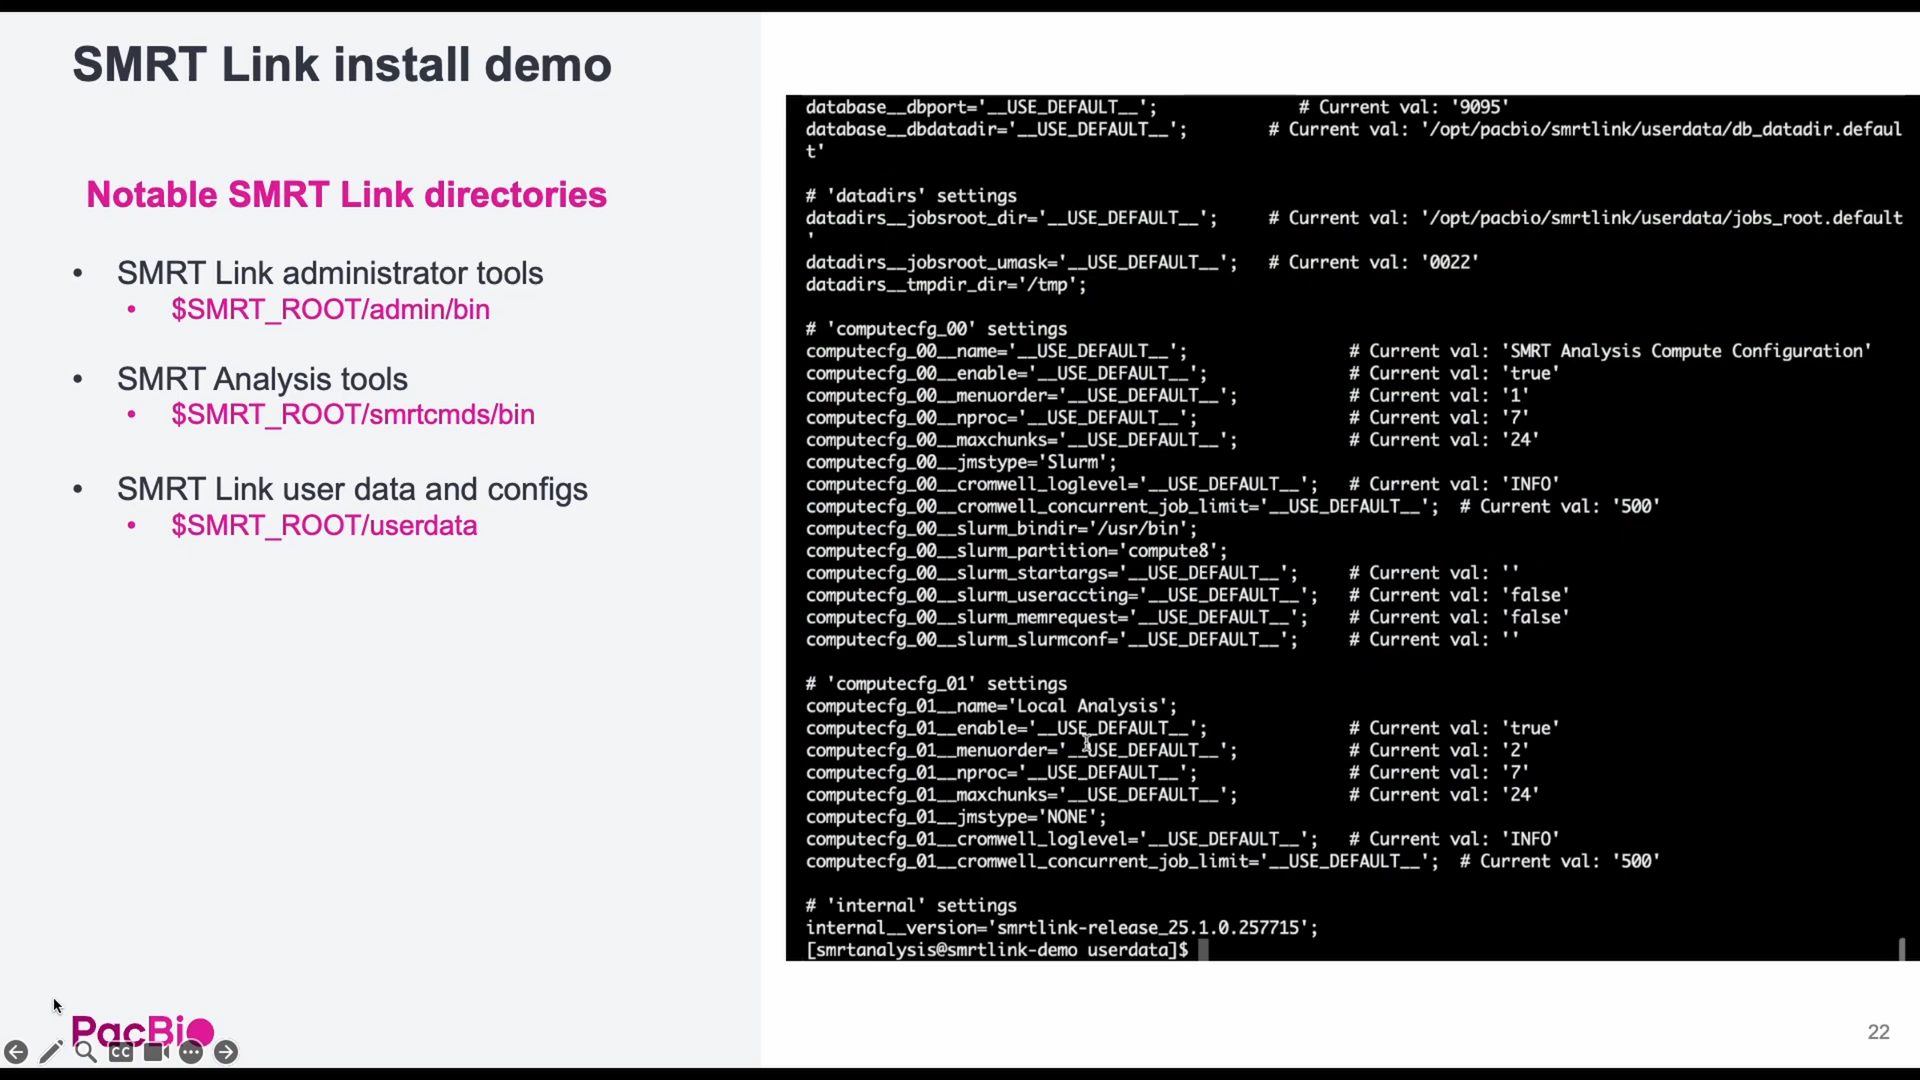 SMRT Link install demo
Notable SMRT Link directories
• SMRT Link administrator tools
• $SMRT_ROOT/admin/bin
• SMRT Analysis tools
• $SMRT_ROOT/smrtcmds/bin
• SMRT Link user data and configs
• $SMRT_ROOT/userdata
database__dbport='__USE_DEFAULT__'; # Current val: '9095'
database__dbdatadir='__USE_DEFAULT__'; # Current val: '/opt/pacbio/smrtlink/userdata/db_datadir.defaul
t'
# 'datadirs' settings
datadirs__jobsroot_dir='__USE_DEFAULT__'; # Current val: '/opt/pacbio/smrtlink/userdata/jobs_root.default
'
datadirs__jobsroot_umask='__USE_DEFAULT__'; # Current val: '0022'
datadirs__tmpdir_dir='/tmp';
# 'computecfg_00' settings
computecfg_00__name='__USE_DEFAULT__'; # Current val: 'SMRT Analysis Compute Configuration'
computecfg_00__enable='__USE_DEFAULT__'; # Current val: 'true'
computecfg_00__menuorder='__USE_DEFAULT__'; # Current val: '1'
computecfg_00__nproc='__USE_DEFAULT__'; # Current val: '7'
computecfg_00__maxchunks='__USE_DEFAULT__'; # Current val: '24'
computecfg_00__jmstype='Slurm';
computecfg_00__cromwell_loglevel='__USE_DEFAULT__'; # Current val: 'INFO'
computecfg_00__cromwell_concurrent_job_limit='__USE_DEFAULT__'; # Current val: '500'
computecfg_00__slurm_bindir='/usr/bin';
computecfg_00__slurm_partition='compute8';
computecfg_00__slurm_startargs='__USE_DEFAULT__'; # Current val: ''
computecfg_00__slurm_useraccting='__USE_DEFAULT__'; # Current val: 'false'
computecfg_00__slurm_memrequest='__USE_DEFAULT__'; # Current val: 'false'
computecfg_00__slurm_slurmconf='__USE_DEFAULT__'; # Current val: ''
# 'computecfg_01' settings
computecfg_01__name='Local Analysis';
computecfg_01__enable='__USE_DEFAULT__'; # Current val: 'true'
computecfg_01__menuorder='__USE_DEFAULT__'; # Current val: '2'
computecfg_01__nproc='__USE_DEFAULT__'; # Current val: '7'
computecfg_01__maxchunks='__USE_DEFAULT__'; # Current val: '24'
computecfg_01__jmstype='NONE';
computecfg_01__cromwell_loglevel='__USE_DEFAULT__'; # Current val: 'INFO'
computecfg_01__cromwell_concurrent_job_limit='__USE_DEFAULT__'; # Current val: '500'
# 'internal' settings
internal__version='smrtlink-release_25.1.0.257715';
[smrtanalysis@smrtlink-demo userdata]$
PacBio
CC
22